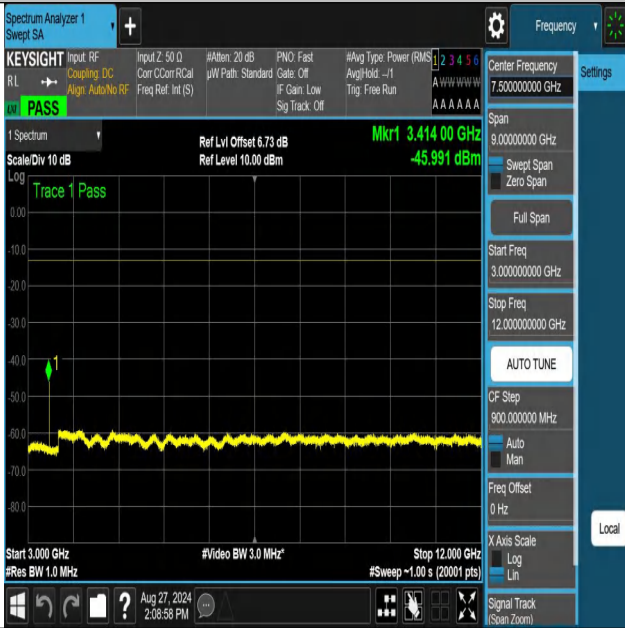 Spectrum Analyzer 1
Swept SA
+
Frequency
KEYSIGHT
RL
PASS
Input: RF
Coupling: DC
Align: Auto/No RF
Input Z: 50 Ω
Corr CCorr RCal
Freq Ref: Int (S)
#Atten: 20 dB
µW Path: Standard
PNO: Fast
Gate: Off
IF Gain: Low
Sig Track: Off
#Avg Type: Power (RMS
Avg|Hold: --/1
Trig: Free Run
1 2 3 4 5 6
A W W W W W
A A A A A A
1 Spectrum
Scale/Div 10 dB
Ref Lvl Offset 6.73 dB
Ref Level 10.00 dBm
Mkr1 3.414 00 GHz
-45.991 dBm
Log
Trace 1 Pass
0.00
-10.0
-20.0
-30.0
-40.0
1
-50.0
-60.0
-70.0
-80.0
Start 3.000 GHz
#Res BW 1.0 MHz
#Video BW 3.0 MHz*
Stop 12.000 GHz
#Sweep ~1.00 s (20001 pts)
?
Aug 27, 2024
2:08:58 PM
Center Frequency
7.500000000 GHz
Settings
Span
9.00000000 GHz
Swept Span
Zero Span
Full Span
Start Freq
3.000000000 GHz
Stop Freq
12.000000000 GHz
AUTO TUNE
CF Step
900.000000 MHz
Auto
Man
Freq Offset
0 Hz
Local
X Axis Scale
Log
Lin
Signal Track
(Span Zoom)